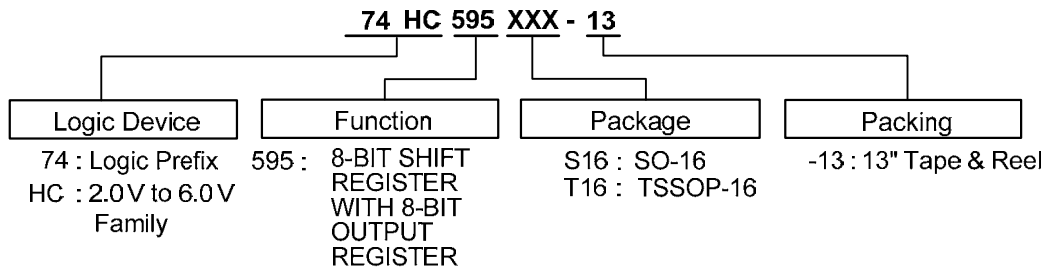 74 HC 595 XXX - 13
Logic Device
74 : Logic Prefix
HC : 2.0V to 6.0V
Family
Function
595 : 8-BIT SHIFT
REGISTER
WITH 8-BIT
OUTPUT
REGISTER
Package
S16 : SO-16
T16 : TSSOP-16
Packing
-13 : 13" Tape & Reel